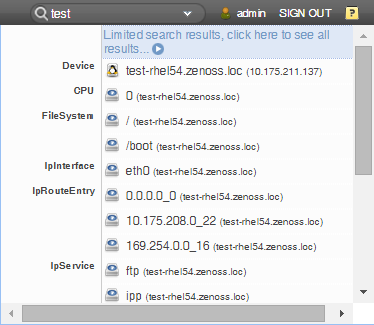 test
admin SIGN OUT ?
Limited search results, click here to see all
results...
Device test-rhel54.zenoss.loc (10.175.211.137)
CPU 0 (test-rhel54.zenoss.loc)
FileSystem / (test-rhel54.zenoss.loc)
/boot (test-rhel54.zenoss.loc)
IpInterface eth0 (test-rhel54.zenoss.loc)
IpRouteEntry 0.0.0.0_0 (test-rhel54.zenoss.loc)
10.175.208.0_22 (test-rhel54.zenoss.loc)
169.254.0.0_16 (test-rhel54.zenoss.loc)
IpService ftp (test-rhel54.zenoss.loc)
ipp (test-rhel54.zenoss.loc)